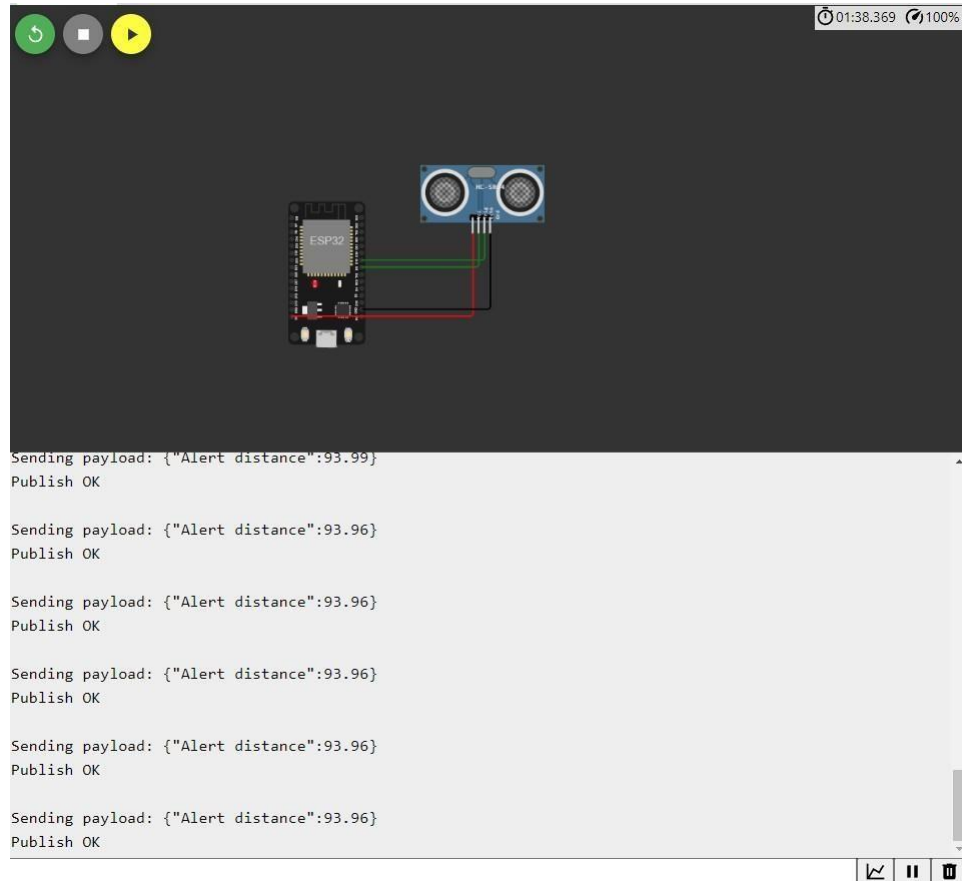 01:38.369 100%
HC-SR04
ESP32
Sending payload: {"Alert distance":93.99}
Publish OK
Sending payload: {"Alert distance":93.96}
Publish OK
Sending payload: {"Alert distance":93.96}
Publish OK
Sending payload: {"Alert distance":93.96}
Publish OK
Sending payload: {"Alert distance":93.96}
Publish OK
Sending payload: {"Alert distance":93.96}
Publish OK